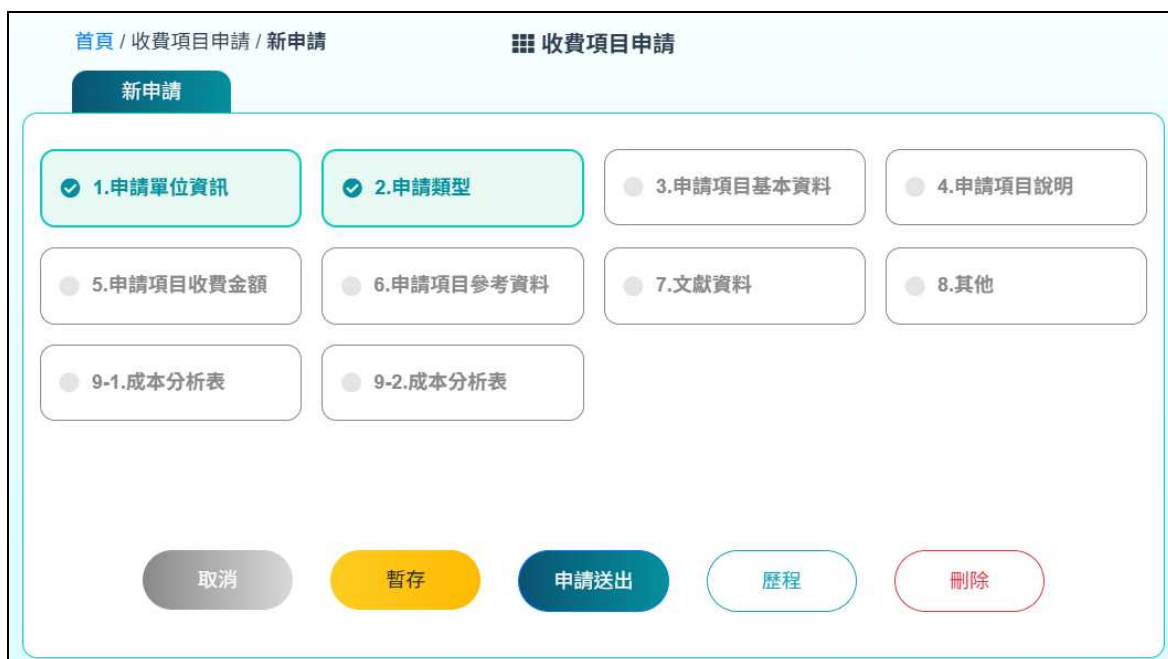 首頁 / 收費項目申請 / 新申請
收費項目申請
新申請
1.申請單位資訊
2.申請類型
3.申請項目基本資料
4.申請項目說明
5.申請項目收費金額
6.申請項目參考資料
7.文獻資料
8.其他
9-1.成本分析表
9-2.成本分析表
取消
暫存
申請送出
歷程
刪除